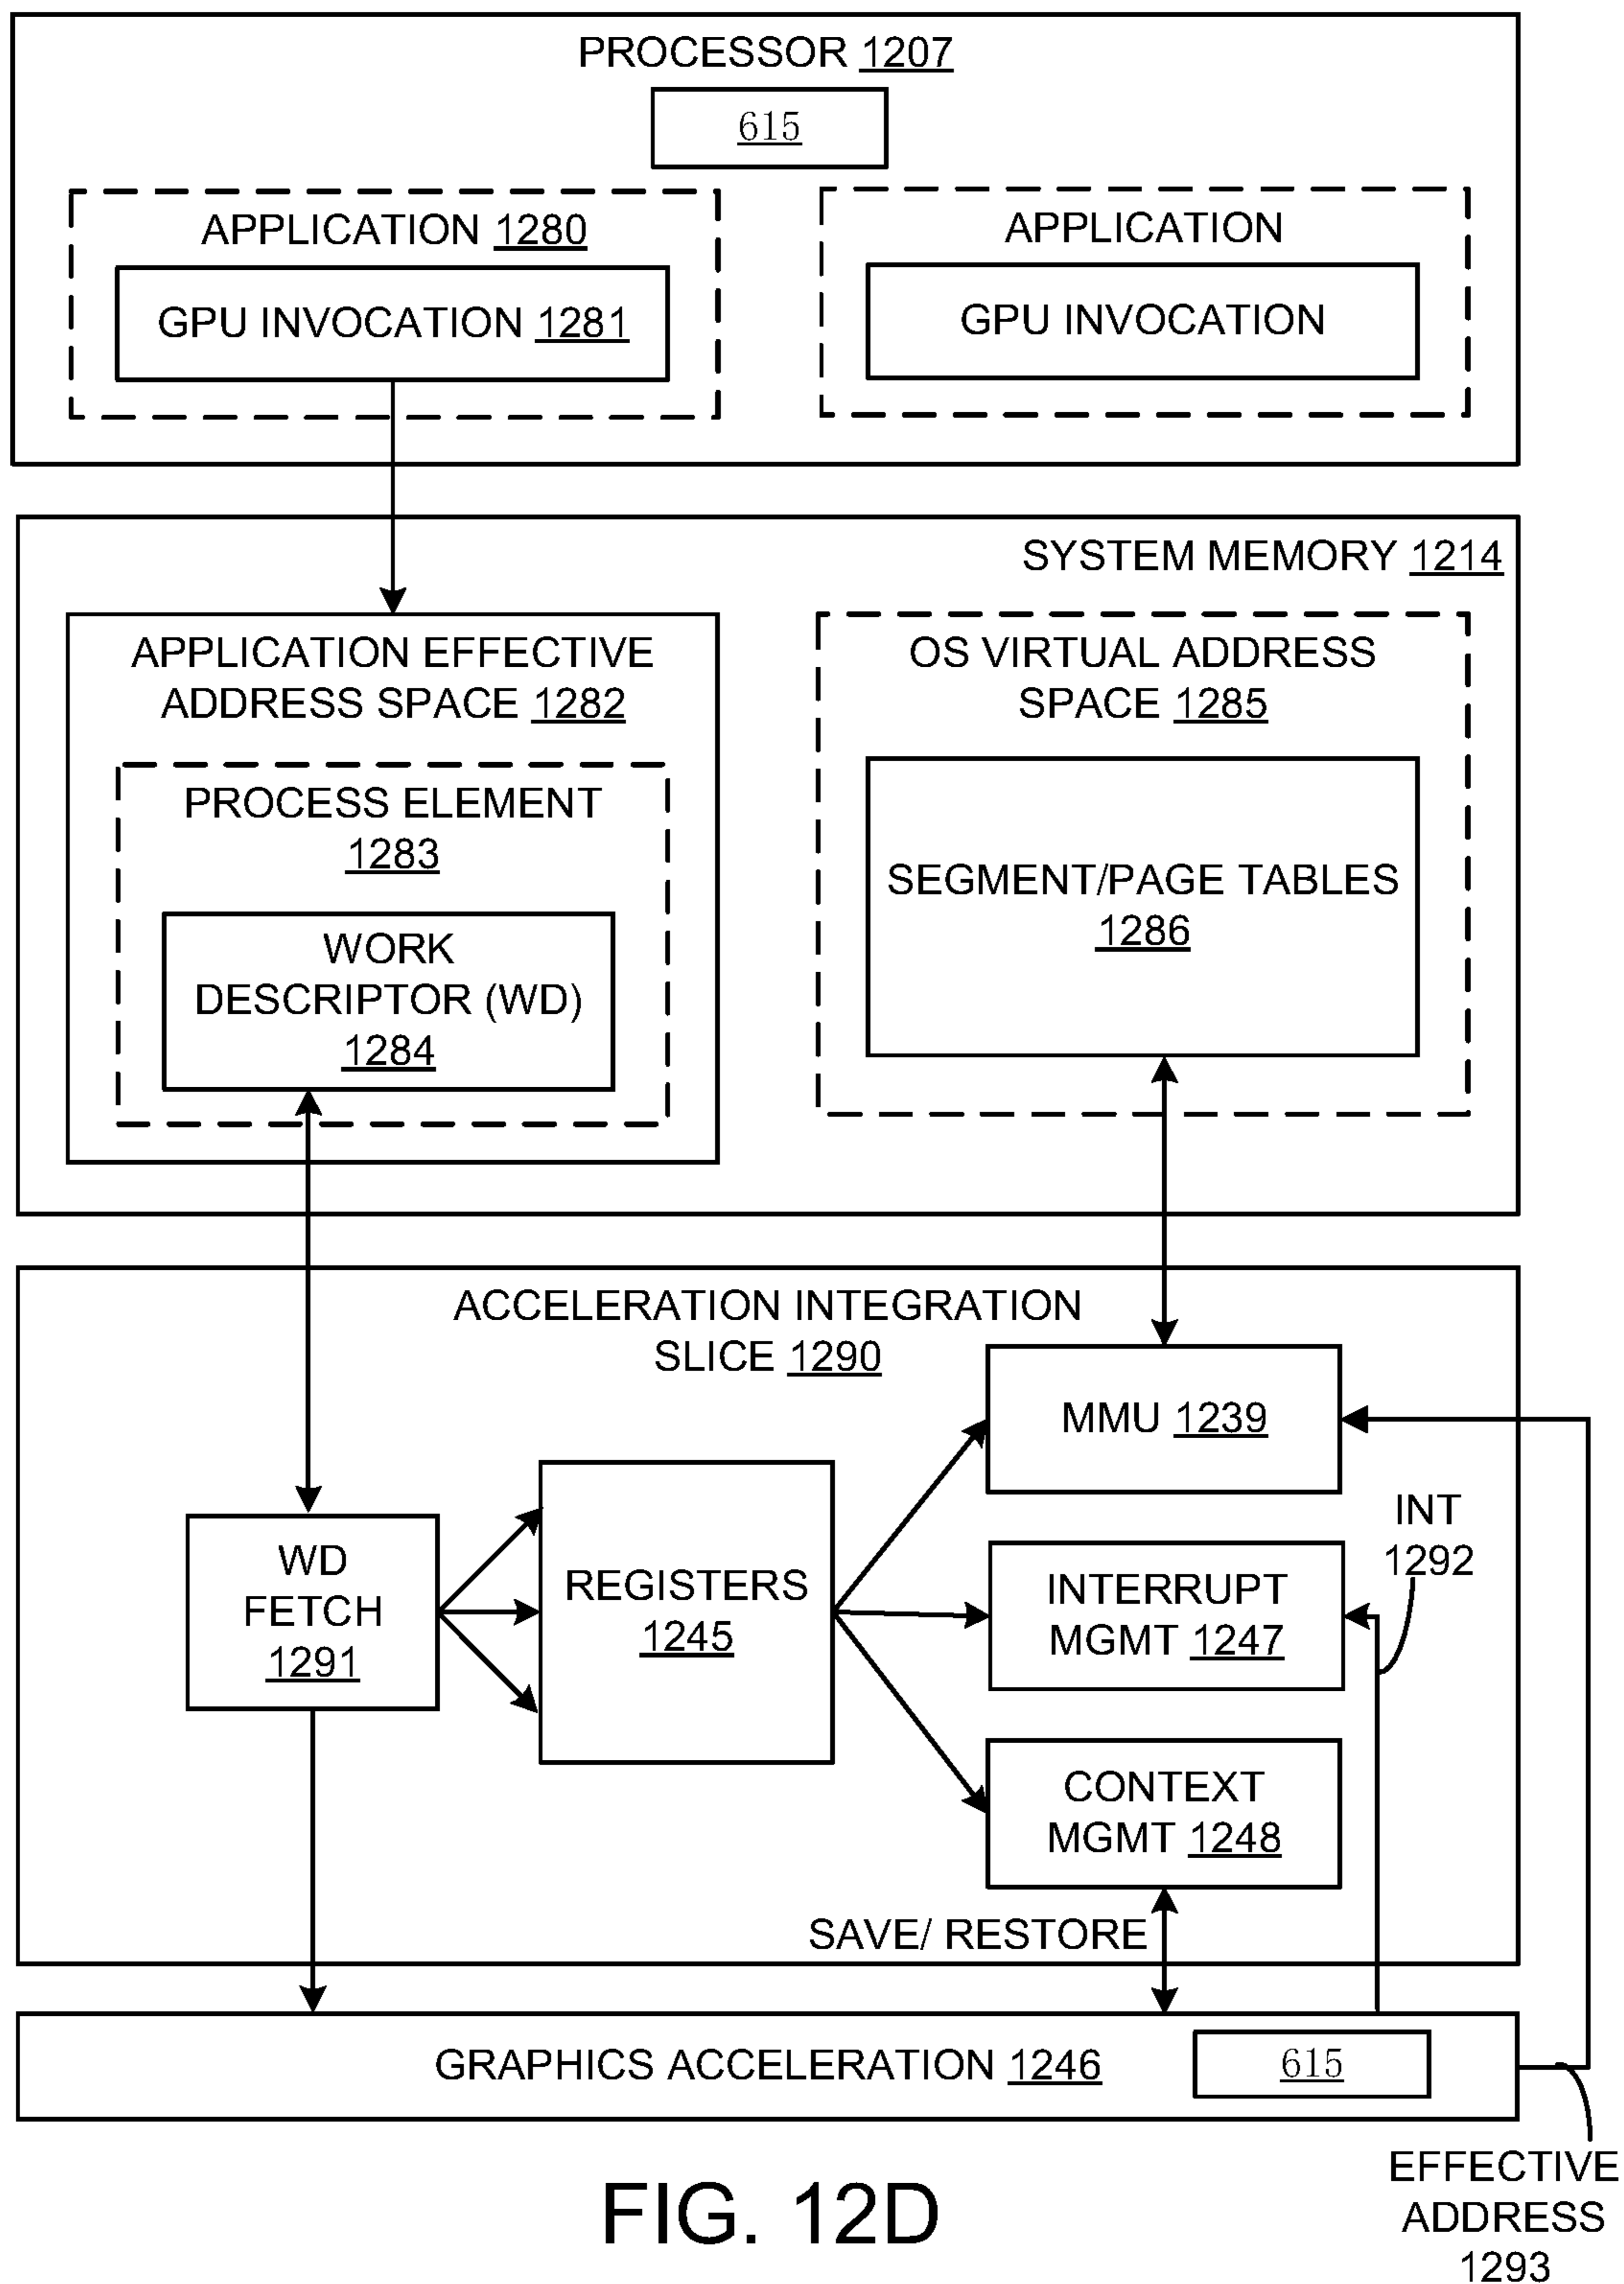 PROCESSOR 1207
615
APPLICATION 1280
GPU INVOCATION 1281
APPLICATION
GPU INVOCATION
SYSTEM MEMORY 1214
APPLICATION EFFECTIVE
ADDRESS SPACE 1282
PROCESS ELEMENT
1283
WORK
DESCRIPTOR (WD)
1284
OS VIRTUAL ADDRESS
SPACE 1285
SEGMENT/PAGE TABLES
1286
ACCELERATION INTEGRATION
SLICE 1290
WD
FETCH
1291
REGISTERS
1245
MMU 1239
INTERRUPT
MGMT 1247
CONTEXT
MGMT 1248
INT
1292
SAVE/ RESTORE
GRAPHICS ACCELERATION 1246
615
EFFECTIVE
ADDRESS
1293
FIG. 12D